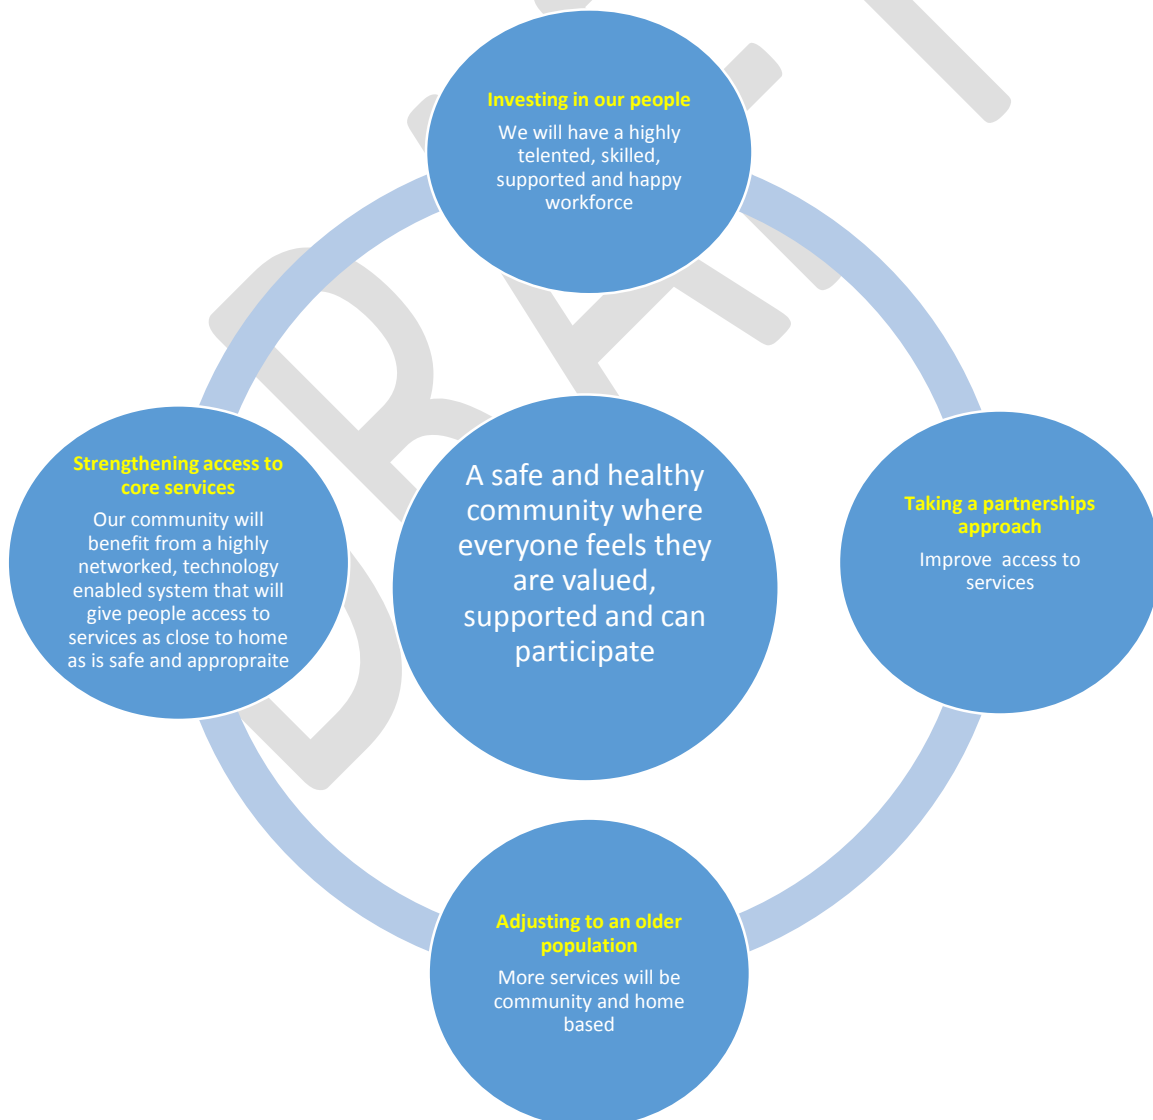 Investing in our people
We will have a highly
telented, skilled,
supported and happy
workforce
Strengthening access to
core services
Our community will
benefit from a highly
networked, technology
enabled system that will
give people access to
services as close to home
as is safe and appropraite
A safe and healthy
community where
everyone feels they
are valued,
supported and can
participate
Taking a partnerships
approach
Improve  access to
services
Adjusting to an older
population
More services will be
community and home
based
DRAFT